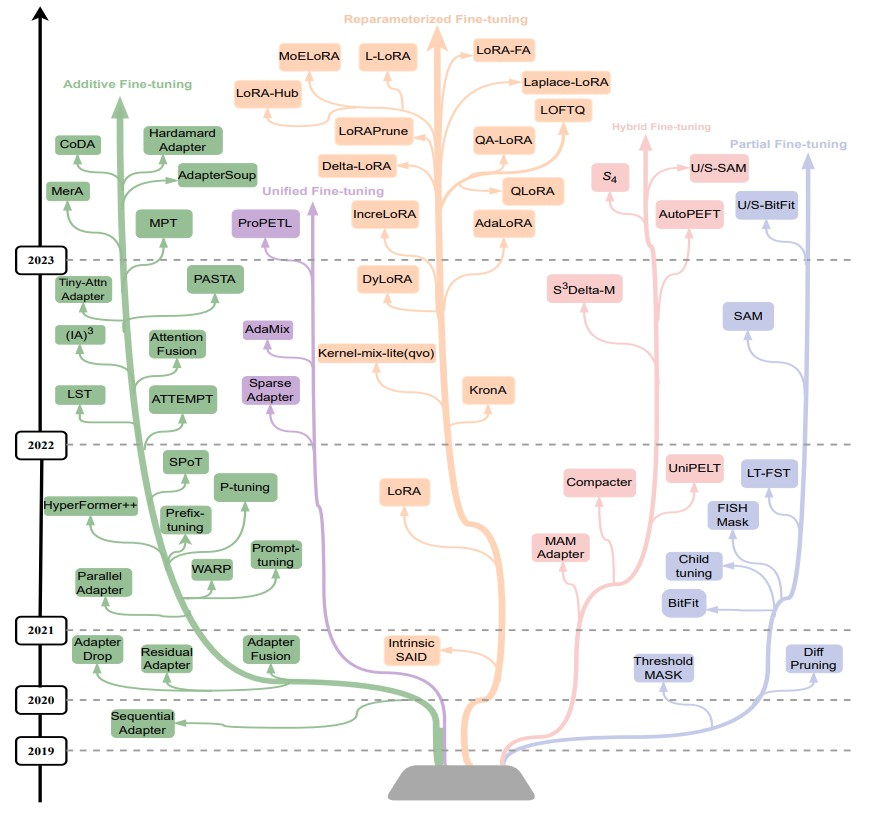 Reparameterized Fine-tuning
MoELoRA
L-LoRA
LoRA-FA
Additive Fine-tuning
LoRA-Hub
Laplace-LoRA
LOFTQ
Hybrid Fine-tuning
CoDA
Hardamard
Adapter
LoRAPrune
QA-LoRA
Partial Fine-tuning
Delta-LoRA
S4
U/S-SAM
MerA
AdapterSoup
Unified Fine-tuning
QLoRA
MPT
ProPETL
IncreLoRA
AdaLoRA
AutoPEFT
U/S-BitFit
2023
Tiny-Attn
Adapter
PASTA
DyLoRA
S3Delta-M
(IA)3
Attention
Fusion
AdaMix
Kernel-mix-lite(qvo)
SAM
LST
ATTEMPT
Sparse
Adapter
KronA
2022
SPoT
P-tuning
LoRA
Compacter
UniPELT
LT-FST
HyperFormer++
Prefix-
tuning
FISH
Mask
Prompt-
tuning
MAM
Adapter
Child
tuning
Parallel
Adapter
WARP
BitFit
2021
Adapter
Drop
Residual
Adapter
Adapter
Fusion
Intrinsic
SAID
Threshold
MASK
Diff
Pruning
2020
Sequential
Adapter
2019